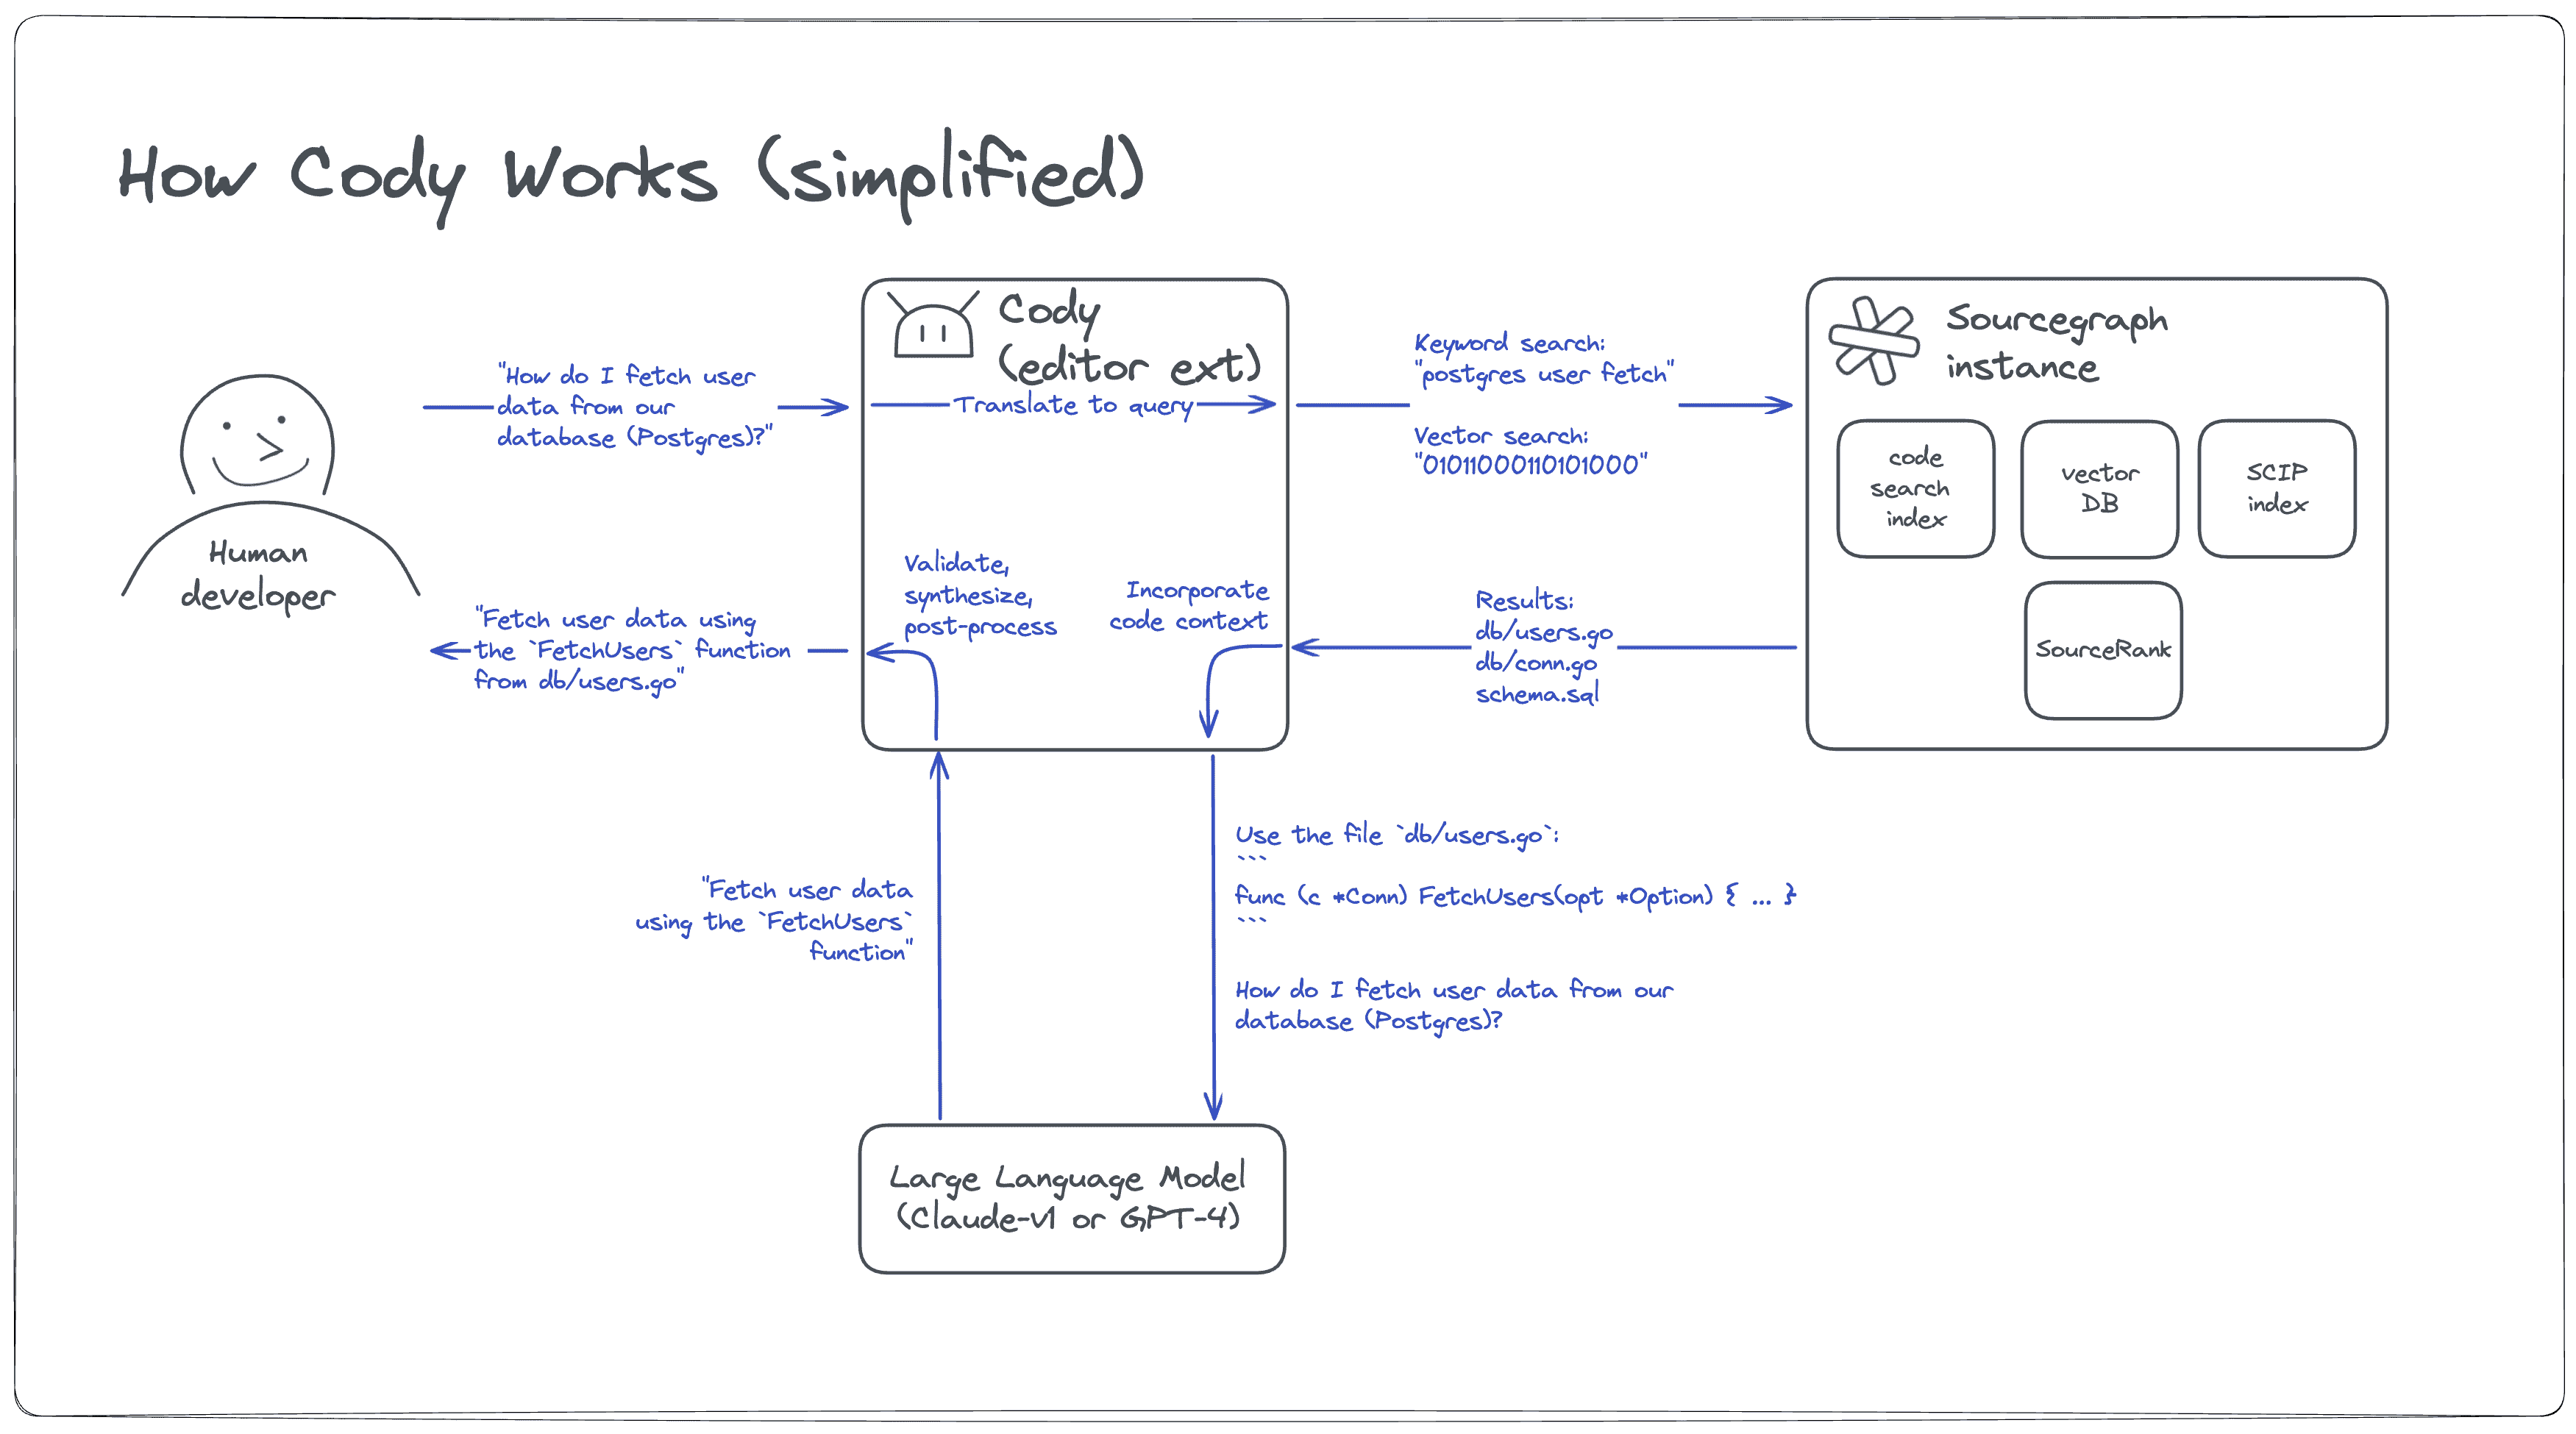 How Cody Works (simplified)
Cody
(editor ext)
Sourcegraph
instance
"How do I fetch user
data from our
database (Postgres)?"
Translate to query
Keyword search:
"postgres user fetch"
Vector search:
"01011000110101000"
code
search
index
vector
DB
SCIP
index
SourceRank
Human
developer
"Fetch user data using
the `FetchUsers` function
from db/users.go"
Validate,
synthesize,
post-process
Incorporate
code context
Results:
db/users.go
db/conn.go
schema.sql
"Fetch user data
using the `FetchUsers`
function"
Use the file `db/users.go`:
```
func (c *Conn) FetchUsers(opt *Option) { ... }
```
How do I fetch user data from our
database (Postgres)?
Large Language Model
(Claude-v1 or GPT-4)